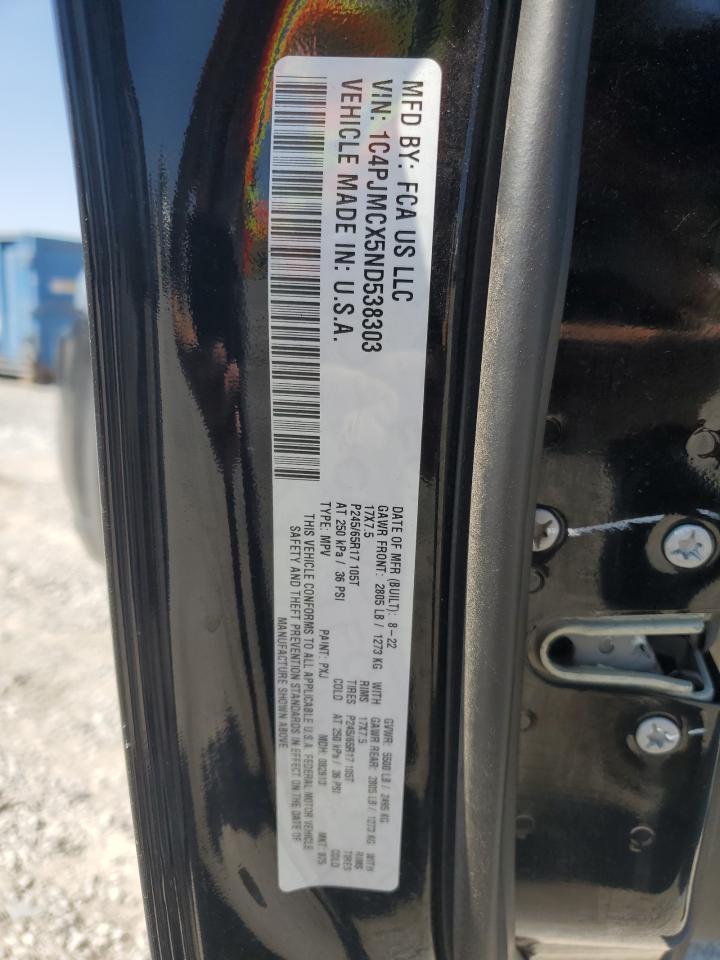 MFD BY: FCA US LLC
VIN: 1C4PJMCX5ND538303
VEHICLE MADE IN: U.S.A.
DATE OF MFR (BUILT): 8-22 GVWR: 5500 LB / 2495 KG
GAWR FRONT: 2805 LB / 1273 KG WITH GAWR REAR: 2805 LB / 1273 KG WITH
17X7.5 RIMS 17X7.5 RIMS
P245/65R17 105T TIRES P245/65R17 105T TIRES
AT 250 kPa / 36 PSI COLD AT 250 kPa / 36 PSI COLD
TYPE: MPV PAINT: PXJ MDH: 082913 MKT: 875
THIS VEHICLE CONFORMS TO ALL APPLICABLE U.S.A. FEDERAL MOTOR VEHICLE
SAFETY AND THEFT PREVENTION STANDARDS IN EFFECT ON THE DATE OF
MANUFACTURE SHOWN ABOVE